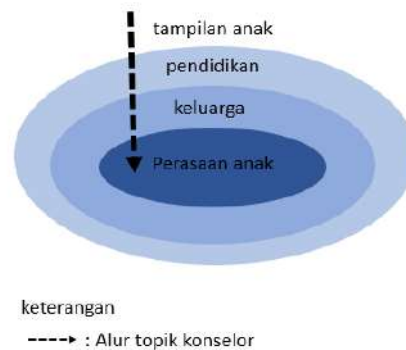 tampilan anak
pendidikan
keluarga
Perasaan anak
keterangan
: Alur topik konselor